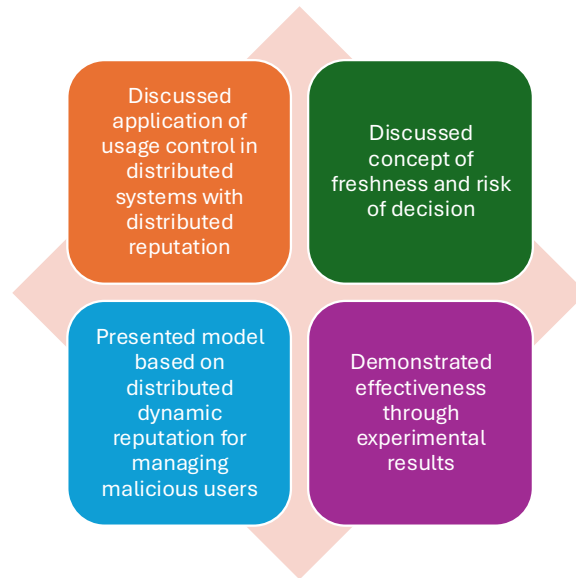 Discussed
application of
usage control in
distributed
systems with
distributed
reputation
Discussed
concept of
freshness and risk
of decision
Presented model
based on
distributed
dynamic
reputation for
managing
malicious users
Demonstrated
effectiveness
through
experimental
results